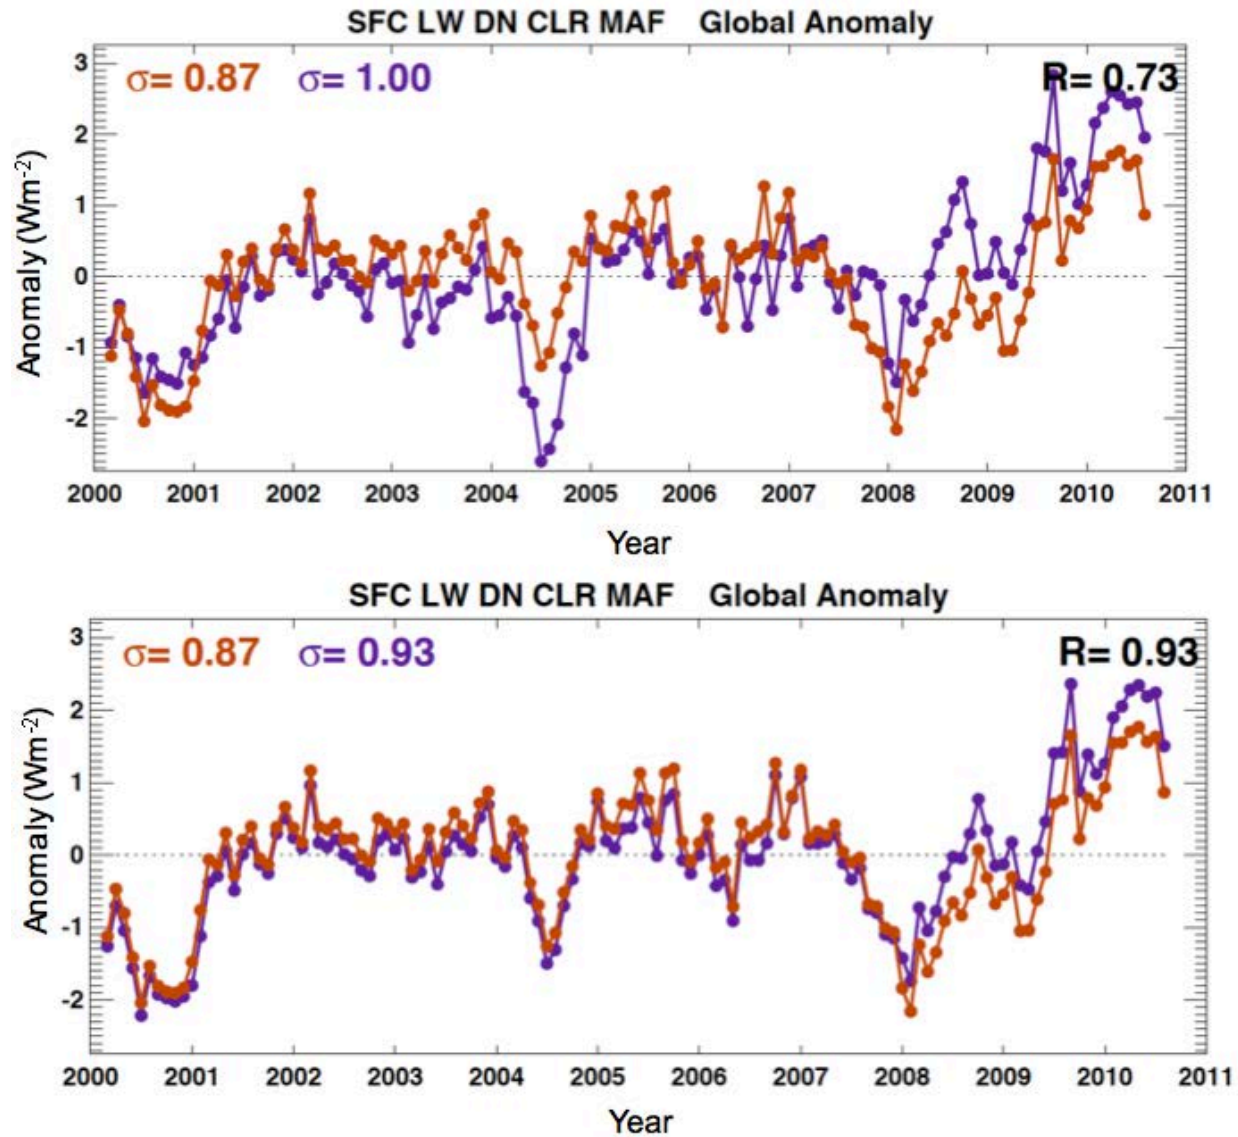 SFC LW DN CLR MAF Global Anomaly
σ= 0.87 σ= 1.00 R= 0.73
3
2
1
0
-1
-2
Anomaly (Wm-2)
2000 2001 2002 2003 2004 2005 2006 2007 2008 2009 2010 2011
Year
SFC LW DN CLR MAF Global Anomaly
σ= 0.87 σ= 0.93 R= 0.93
3
2
1
0
-1
-2
Anomaly (Wm-2)
2000 2001 2002 2003 2004 2005 2006 2007 2008 2009 2010 2011
Year